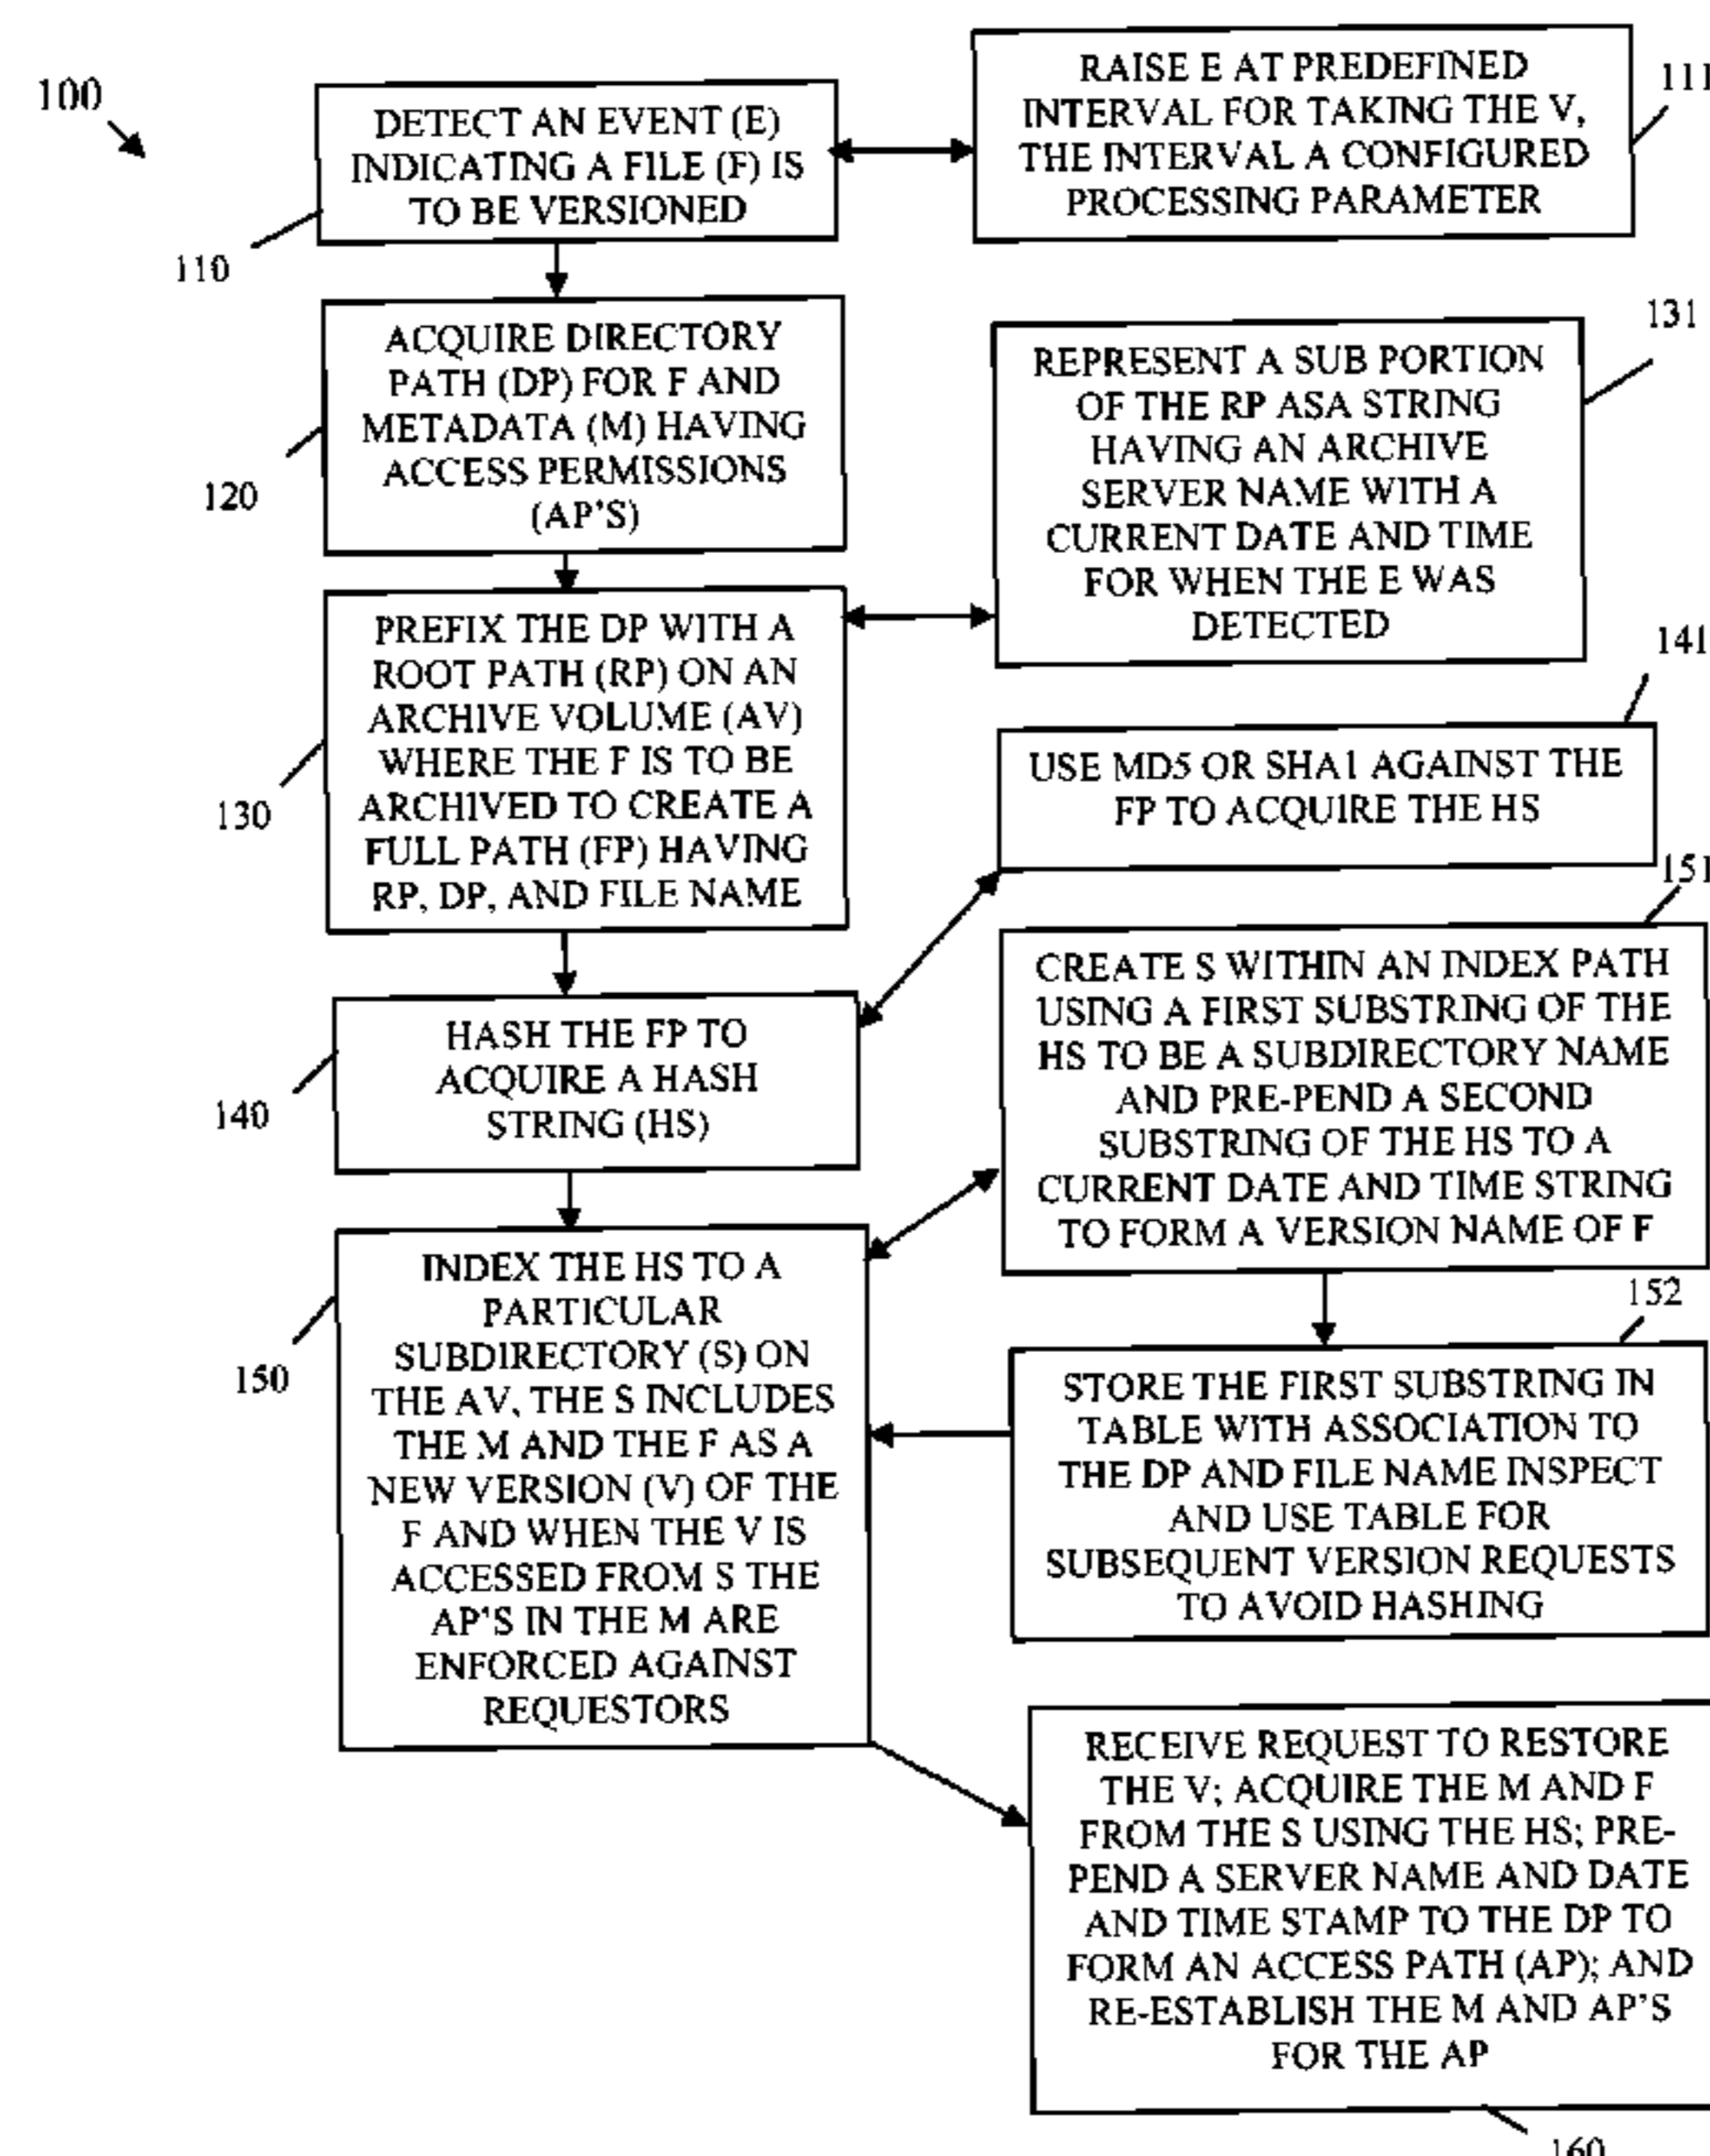 100
DETECT AN EVENT (E)
INDICATING A FILE (F) IS
TO BE VERSIONED
110
RAISE E AT PREDEFINED
INTERVAL FOR TAKING THE V,
THE INTERVAL A CONFIGURED
PROCESSING PARAMETER
111
ACQUIRE DIRECTORY
PATH (DP) FOR F AND
METADATA (M) HAVING
ACCESS PERMISSIONS
(AP'S)
120
REPRESENT A SUB PORTION
OF THE RP ASA STRING
HAVING AN ARCHIVE
SERVER NAME WITH A
CURRENT DATE AND TIME
FOR WHEN THE E WAS
DETECTED
131
PREFIX THE DP WITH A
ROOT PATH (RP) ON AN
ARCHIVE VOLUME (AV)
WHERE THE F IS TO BE
ARCHIVED TO CREATE A
FULL PATH (FP) HAVING
RP, DP, AND FILE NAME
130
USE MD5 OR SHA1 AGAINST THE
FP TO ACQUIRE THE HS
141
HASH THE FP TO
ACQUIRE A HASH
STRING (HS)
140
CREATE S WITHIN AN INDEX PATH
USING A FIRST SUBSTRING OF THE
HS TO BE A SUBDIRECTORY NAME
AND PRE-PEND A SECOND
SUBSTRING OF THE HS TO A
CURRENT DATE AND TIME STRING
TO FORM A VERSION NAME OF F
151
INDEX THE HS TO A
PARTICULAR
SUBDIRECTORY (S) ON
THE AV, THE S INCLUDES
THE M AND THE F AS A
NEW VERSION (V) OF THE
F AND WHEN THE V IS
ACCESSED FROM S THE
AP'S IN THE M ARE
ENFORCED AGAINST
REQUESTORS
150
STORE THE FIRST SUBSTRING IN
TABLE WITH ASSOCIATION TO
THE DP AND FILE NAME INSPECT
AND USE TABLE FOR
SUBSEQUENT VERSION REQUESTS
TO AVOID HASHING
152
RECEIVE REQUEST TO RESTORE
THE V; ACQUIRE THE M AND F
FROM THE S USING THE HS; PRE-
PEND A SERVER NAME AND DATE
AND TIME STAMP TO THE DP TO
FORM AN ACCESS PATH (AP); AND
RE-ESTABLISH THE M AND AP'S
FOR THE AP
160